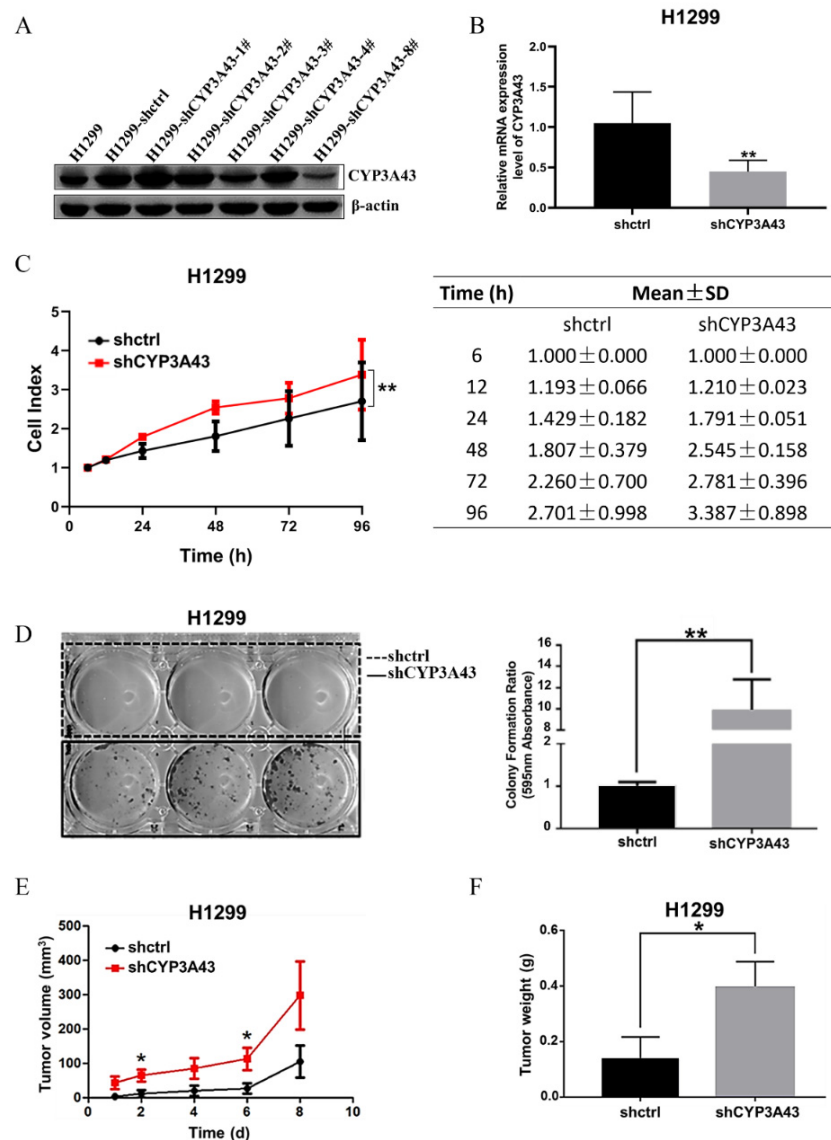 A
H1299
H1299-shctrl
H1299-shCYP3A43-1#
H1299-shCYP3A43-2#
H1299-shCYP3A43-3#
H1299-shCYP3A43-4#
H1299-shCYP3A43-8#
CYP3A43
β-actin
B
H1299
Relative mRNA expression
level of CYP3A43
2.0
1.5
1.0
0.5
0.0
**
shctrl
shCYP3A43
C
H1299
shctrl
shCYP3A43
Cell Index
5
4
3
2
1
0
**
0
24
48
72
96
Time (h)
Time (h) Mean±SD
shctrl shCYP3A43
6 1.000±0.000 1.000±0.000
12 1.193±0.066 1.210±0.023
24 1.429±0.182 1.791±0.051
48 1.807±0.379 2.545±0.158
72 2.260±0.700 2.781±0.396
96 2.701±0.998 3.387±0.898
D
H1299
shctrl
shCYP3A43
Colony Formation Ratio
(595nm Absorbance)
16
14
12
10
8
2
1
**
shctrl
shCYP3A43
E
H1299
shctrl
shCYP3A43
Tumor volume (mm³)
500
400
300
200
100
0
*
*
0
2
4
6
8
10
Time (d)
F
H1299
Tumor weight (g)
0.6
0.4
0.2
0.0
*
shctrl
shCYP3A43